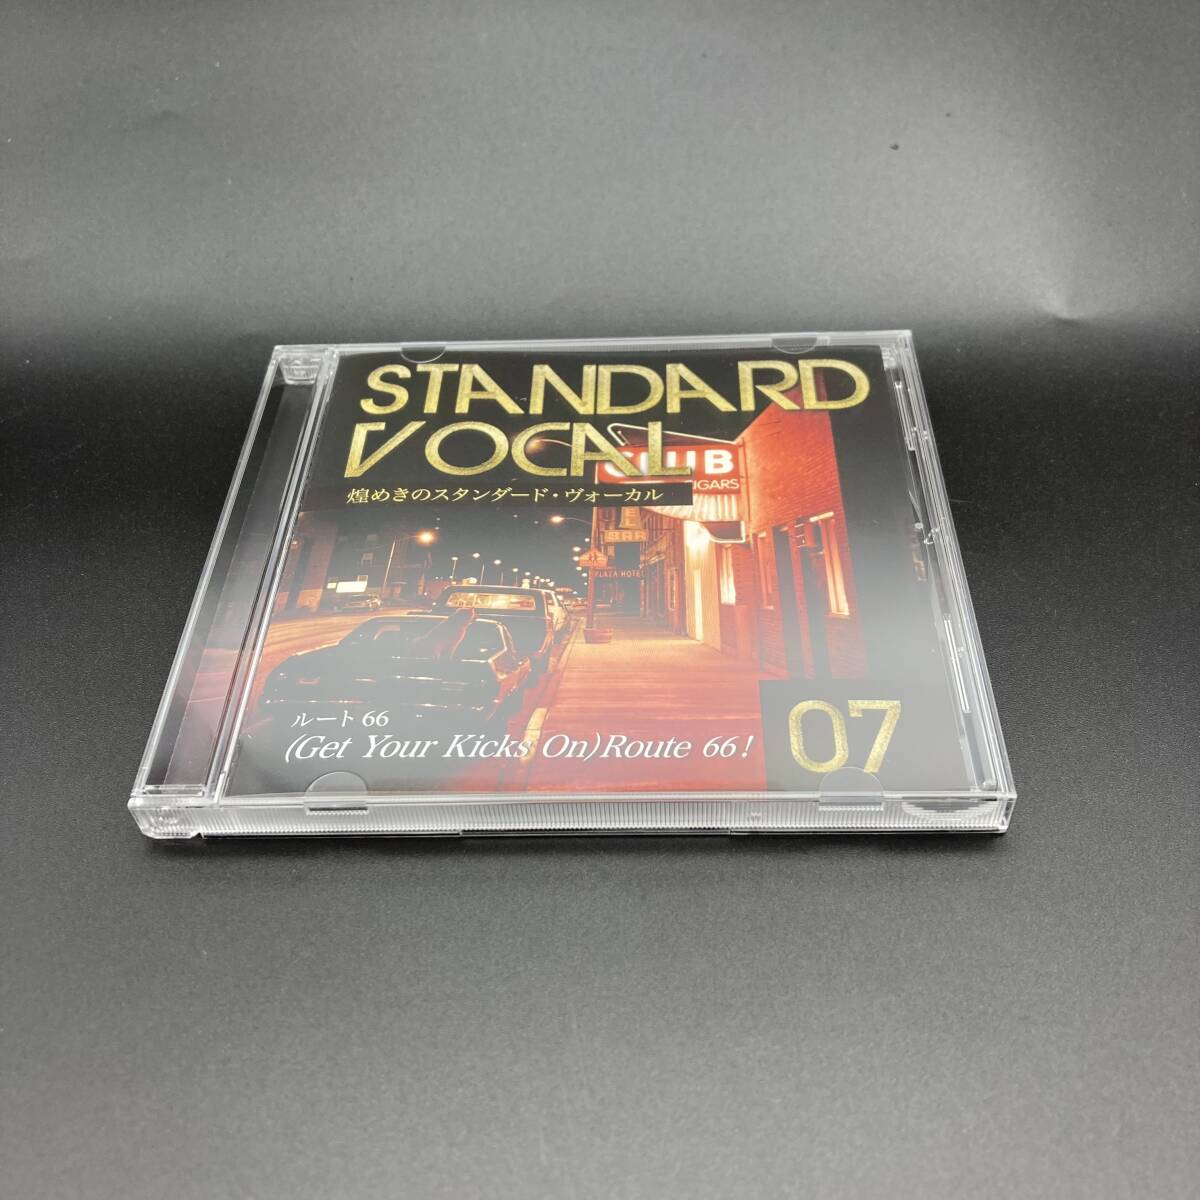 STANDARD
VOCAL
煌めきのスタンダード・ヴォーカル
CLUB
CIGARS
BAR
PLAZA HOTEL
ルート 66
(Get Your Kicks On)Route 66!
07